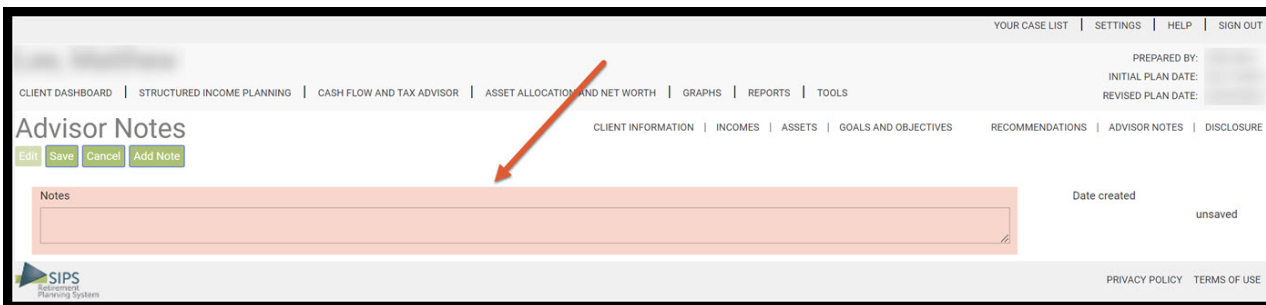 YOUR CASE LIST | SETTINGS | HELP | SIGN OUT
PREPARED BY:
INITIAL PLAN DATE:
REVISED PLAN DATE:
CLIENT DASHBOARD | STRUCTURED INCOME PLANNING | CASH FLOW AND TAX ADVISOR | ASSET ALLOCATION AND NET WORTH | GRAPHS | REPORTS | TOOLS
Advisor Notes
CLIENT INFORMATION | INCOMES | ASSETS | GOALS AND OBJECTIVES RECOMMENDATIONS | ADVISOR NOTES | DISCLOSURE
Edit Save Cancel Add Note
Notes Date created
unsaved
SIPS
Retirement
Planning System
PRIVACY POLICY TERMS OF USE